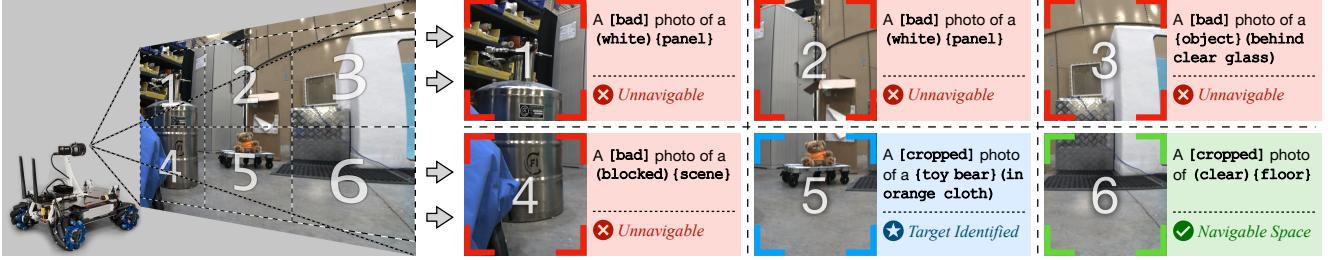 1
2
3
4
5
6
1
A [bad] photo of a
(white){panel}
Unnavigable
2
A [bad] photo of a
(white){panel}
Unnavigable
3
A [bad] photo of a
{object}(behind
clear glass)
Unnavigable
4
A [bad] photo of a
(blocked){scene}
Unnavigable
5
A [cropped] photo
of a {toy bear}(in
orange cloth)
Target Identified
6
A [cropped] photo
of (clear){floor}
Navigable Space